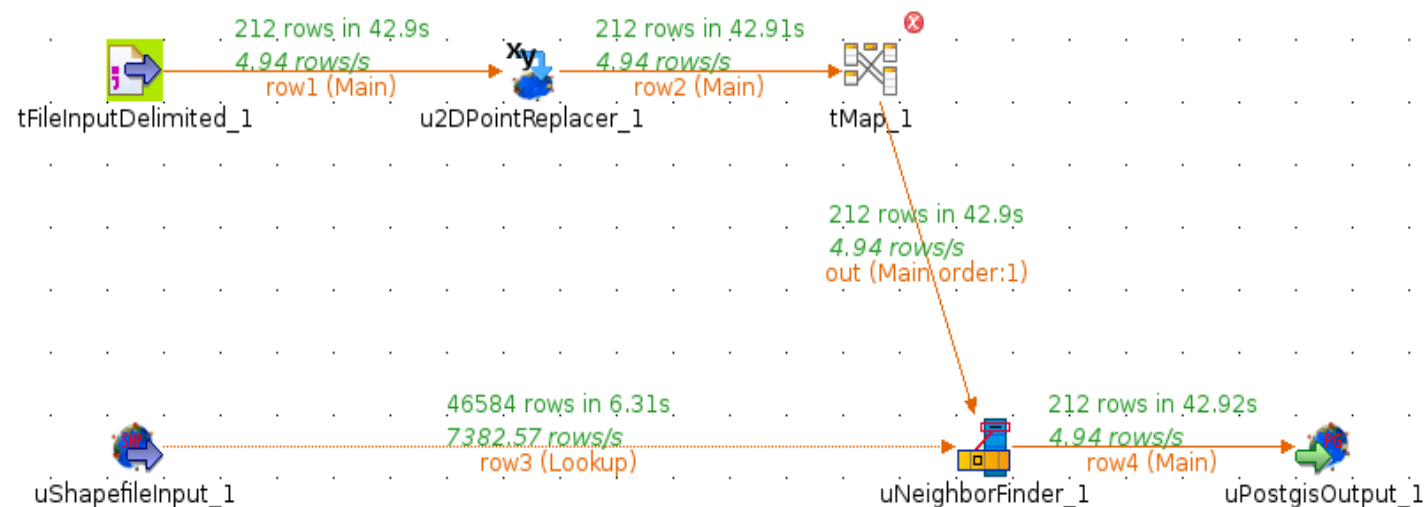 212 rows in 42.9s
4.94 rows/s
row1 (Main)
212 rows in 42.91s
4.94 rows/s
row2 (Main)
xy
tFileInputDelimited_1
u2DPointReplacer_1
tMap_1
212 rows in 42.9s
4.94 rows/s
out (Main order:1)
46584 rows in 6.31s
7382.57 rows/s
row3 (Lookup)
212 rows in 42.92s
4.94 rows/s
row4 (Main)
SHP
PG
uShapefileInput_1
uNeighborFinder_1
uPostgisOutput_1